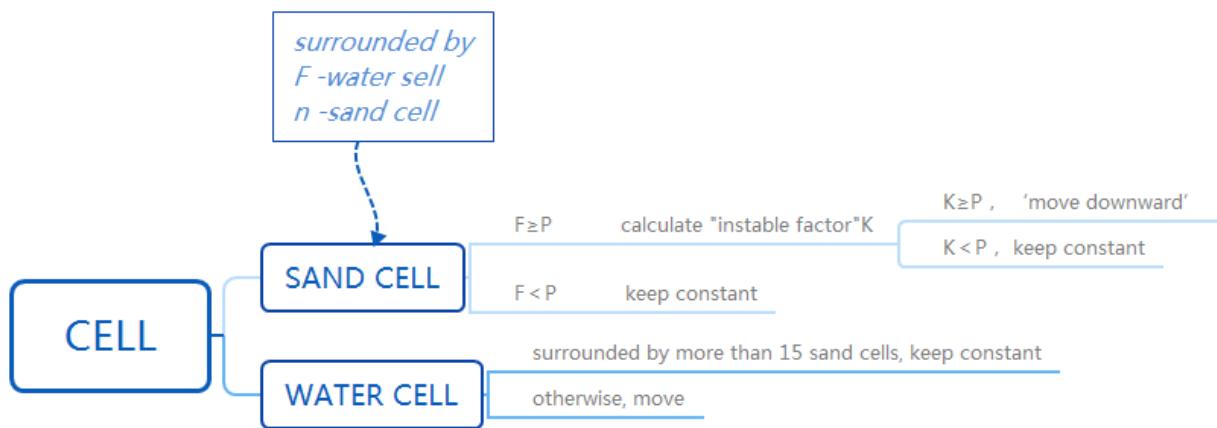 surrounded by
F -water sell
n -sand cell
K≥P , ‘move downward’
F≥P calculate "instable factor"K
K<P , keep constant
SAND CELL
F<P keep constant
CELL
surrounded by more than 15 sand cells, keep constant
WATER CELL
otherwise, move